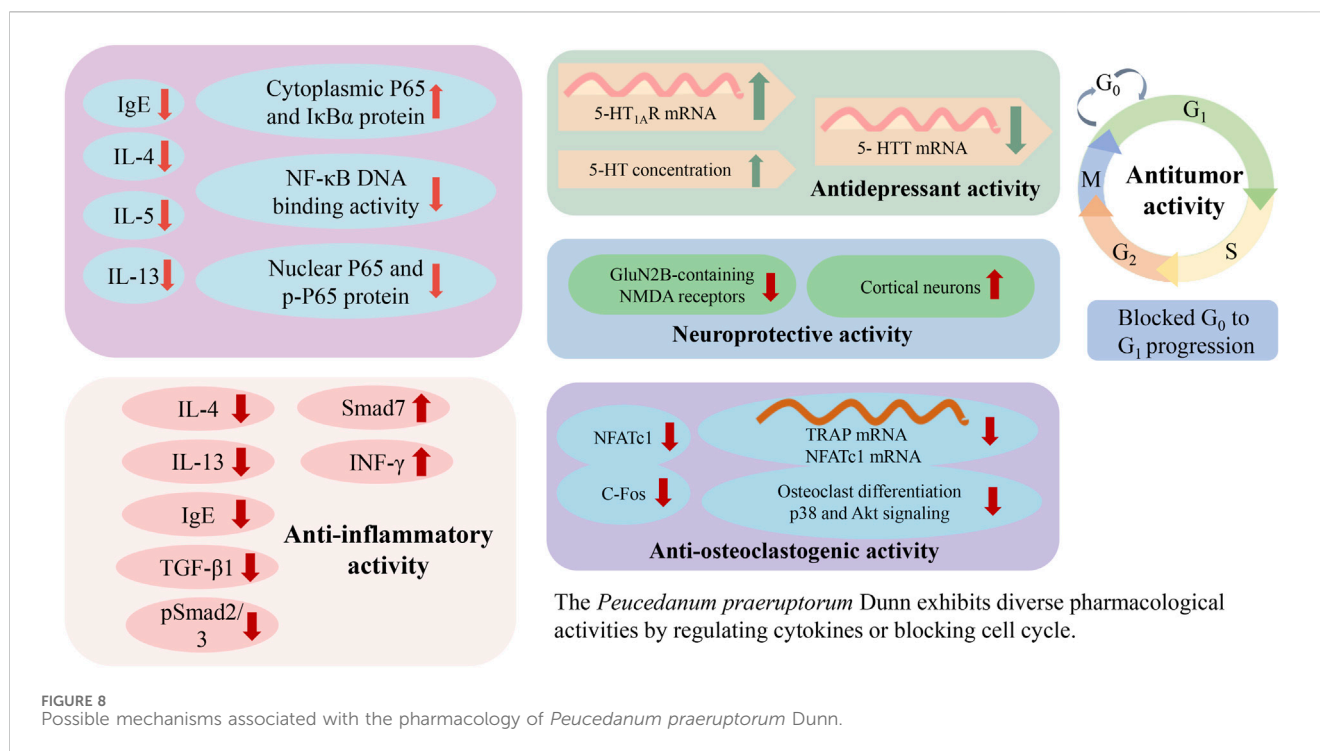 IgE
IL-4
IL-5
IL-13
Cytoplasmic P65
and IκBα protein
NF-κB DNA
binding activity
Nuclear P65 and
p-P65 protein
IL-4
IL-13
IgE
TGF-β1
pSmad2/
3
Smad7
INF-γ
Anti-inflammatory
activity
5-HT1AR mRNA
5-HT concentration
5- HTT mRNA
Antidepressant activity
GluN2B-containing
NMDA receptors
Cortical neurons
Neuroprotective activity
NFATc1
C-Fos
TRAP mRNA
NFATc1 mRNA
Osteoclast differentiation
p38 and Akt signaling
Anti-osteoclastogenic activity
G0
G1
S
G2
M
Antitumor
activity
Blocked G0 to
G1 progression
The Peucedanum praeruptorum Dunn exhibits diverse pharmacological
activities by regulating cytokines or blocking cell cycle.
FIGURE 8
Possible mechanisms associated with the pharmacology of Peucedanum praeruptorum Dunn.